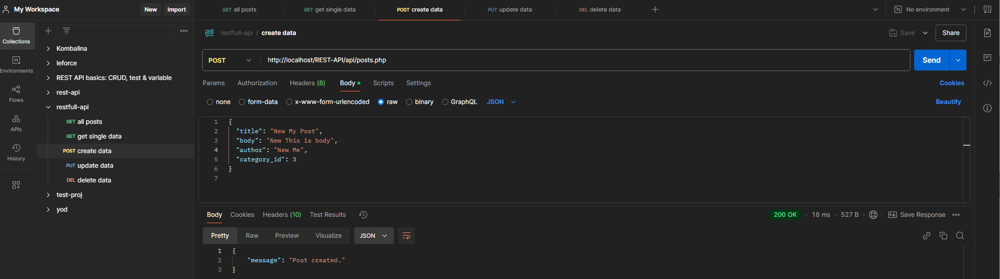 My Workspace New Import
GET all posts GET get single data POST create data PUT update data DEL delete data No environment
Collections
Environments
Flows
APIs
History
Kombalina
leforce
REST API basics: CRUD, test & variable
rest-api
restfull-api
GET all posts
GET get single data
POST create data
PUT update data
DEL delete data
test-proj
yod
HTTP restfull-api / create data Save Share
POST http://localhost/REST-API/api/posts.php Send
Params Authorization Headers (8) Body Scripts Settings Cookies
none form-data x-www-form-urlencoded raw binary GraphQL JSON Beautify
1 {
2 "title": "New My Post",
3 "body": "New This is body",
4 "author": "New Me",
5 "category_id": 3
6 }
7
Body Cookies Headers (10) Test Results 200 OK 18 ms 527 B e.g. Save Response
Pretty Raw Preview Visualize JSON
1 {
2 "message": "Post created."
3 }